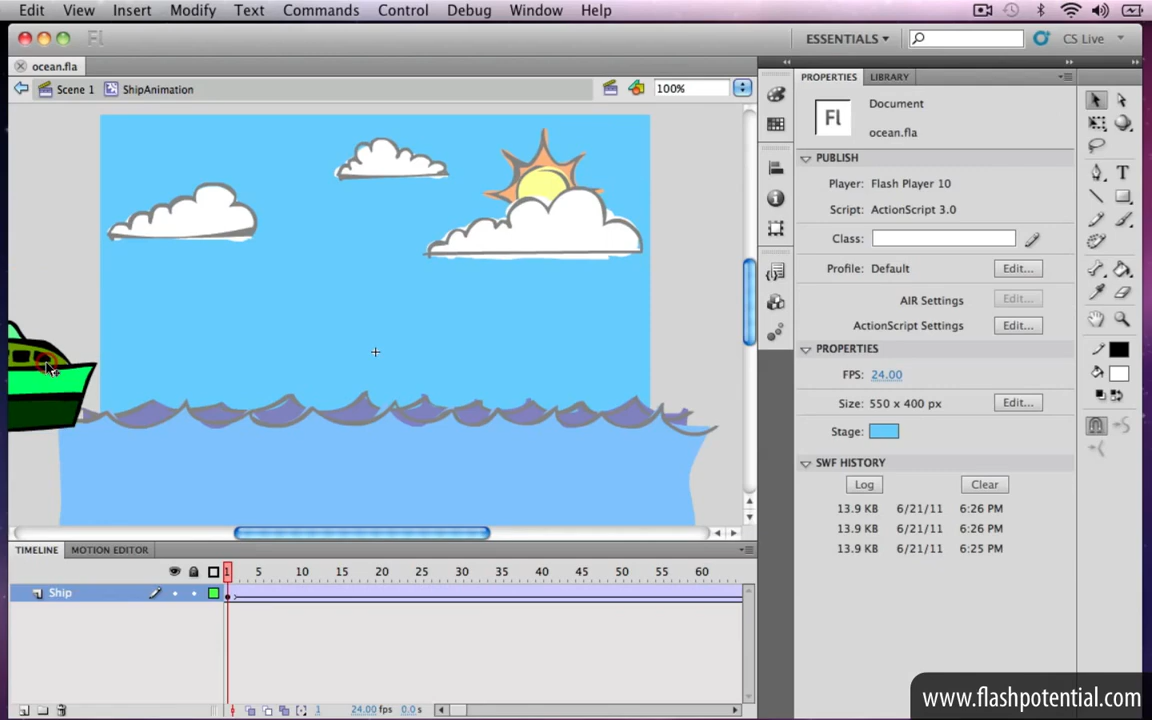 Edit View Insert Modify Text Commands Control Debug Window Help
Fl ESSENTIALS CS Live
ocean.fla
Scene 1 ShipAnimation 100%
PROPERTIES LIBRARY
Fl Document
ocean.fla
PUBLISH
Player: Flash Player 10
Script: ActionScript 3.0
Class:
Profile: Default Edit...
AIR Settings Edit...
ActionScript Settings Edit...
PROPERTIES
FPS: 24.00
Size: 550 x 400 px Edit...
Stage:
SWF HISTORY
Log Clear
13.9 KB 6/21/11 6:26 PM
13.9 KB 6/21/11 6:26 PM
13.9 KB 6/21/11 6:25 PM
TIMELINE MOTION EDITOR
1 5 10 15 20 25 30 35 40 45 50 55 60
Ship
1 24.00 fps 0.0 s
www.flashpotential.com